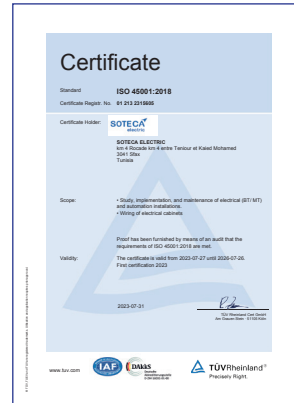 Certificate
Standard ISO 45001:2018
Certificate Registr. No. 01 213 2315605
Certificate Holder: SOTECA
electric
SOTECA ELECTRIC
km 4 Rocade km 4 entre Teniour et Kaied Mohamed
3041 Sfax
Tunisia
Scope: • Study, implementation, and maintenance of electrical (BT/ MT)
and automation installations.
• Wiring of electrical cabinets
Proof has been furnished by means of an audit that the
requirements of ISO 45001:2018 are met.
Validity: The certificate is valid from 2023-07-27 until 2026-07-26.
First certification 2023
2023-07-31
TÜV Rheinland Cert GmbH
Am Grauen Stein · 51105 Köln
www.tuv.com
IAF
DAkkS
Deutsche
Akkreditierungsstelle
TÜVRheinland®
Precisely Right.